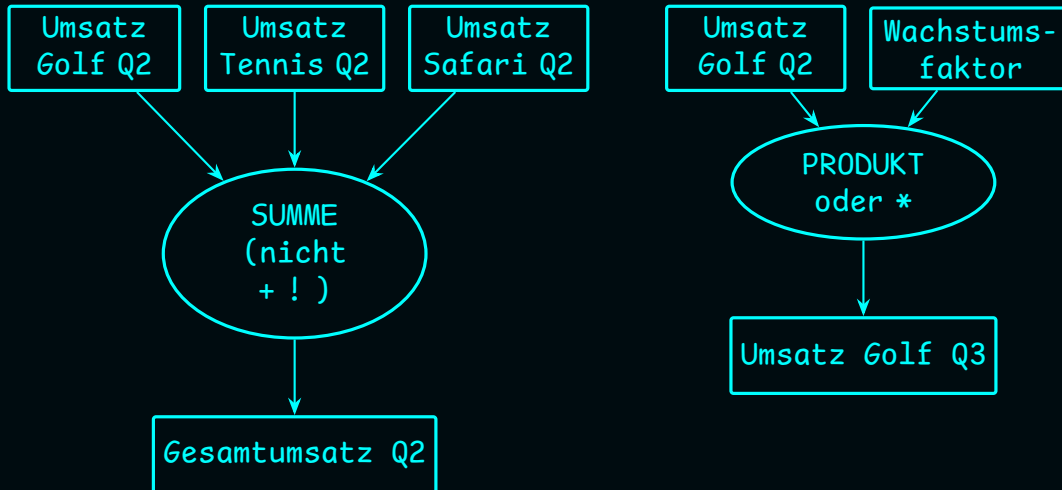 Umsatz
Golf Q2
Umsatz
Tennis Q2
Umsatz
Safari Q2
SUMME
(nicht
+ ! )
Gesamtumsatz Q2
Umsatz
Golf Q2
Wachstums-
faktor
PRODUKT
oder *
Umsatz Golf Q3